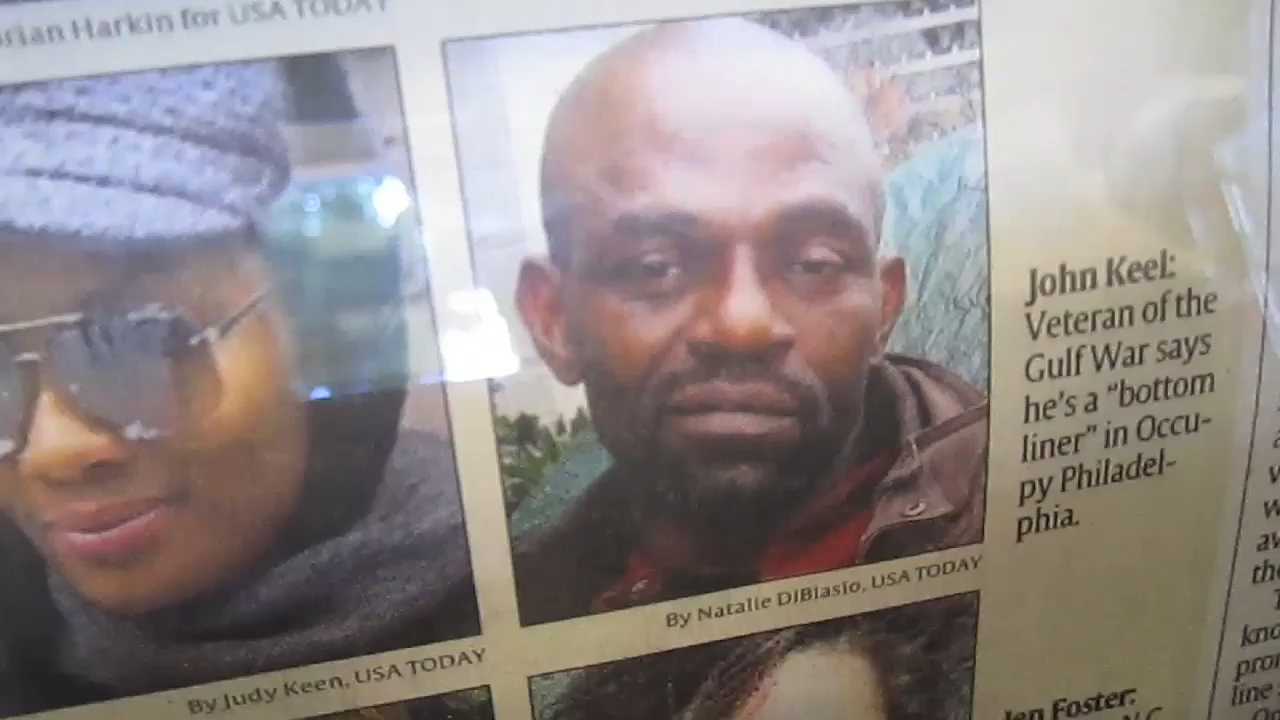 Harkin for USA TODAY
John Keel:
Veteran of the
Gulf War says
he's a "bottom
liner" in Occu-
py Philadel-
phia.
By Natalie DiBlasio, USA TODAY
By Judy Keen, USA TODAY
Jen Foster:
line